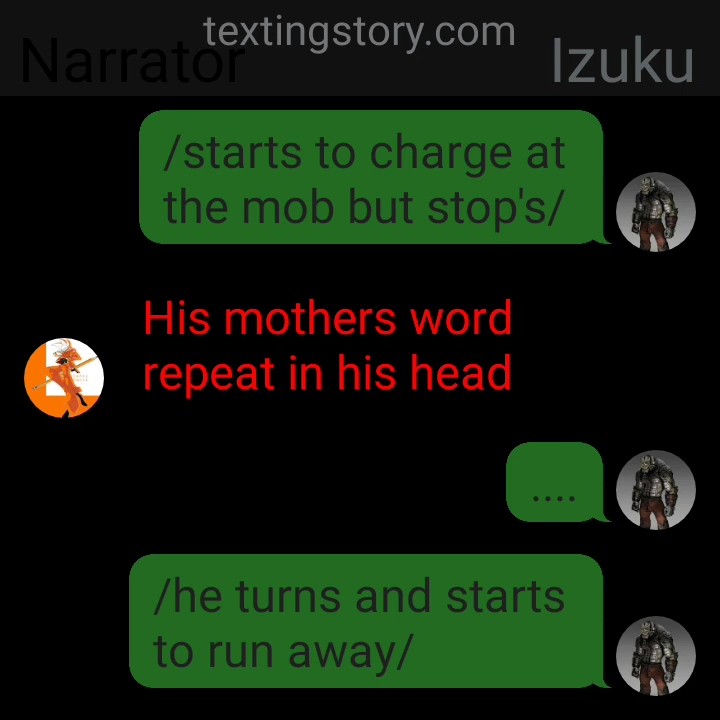 textingstory.com
Narrator
Izuku
/starts to charge at
the mob but stop's/
His mothers word
repeat in his head
....
/he turns and starts
to run away/